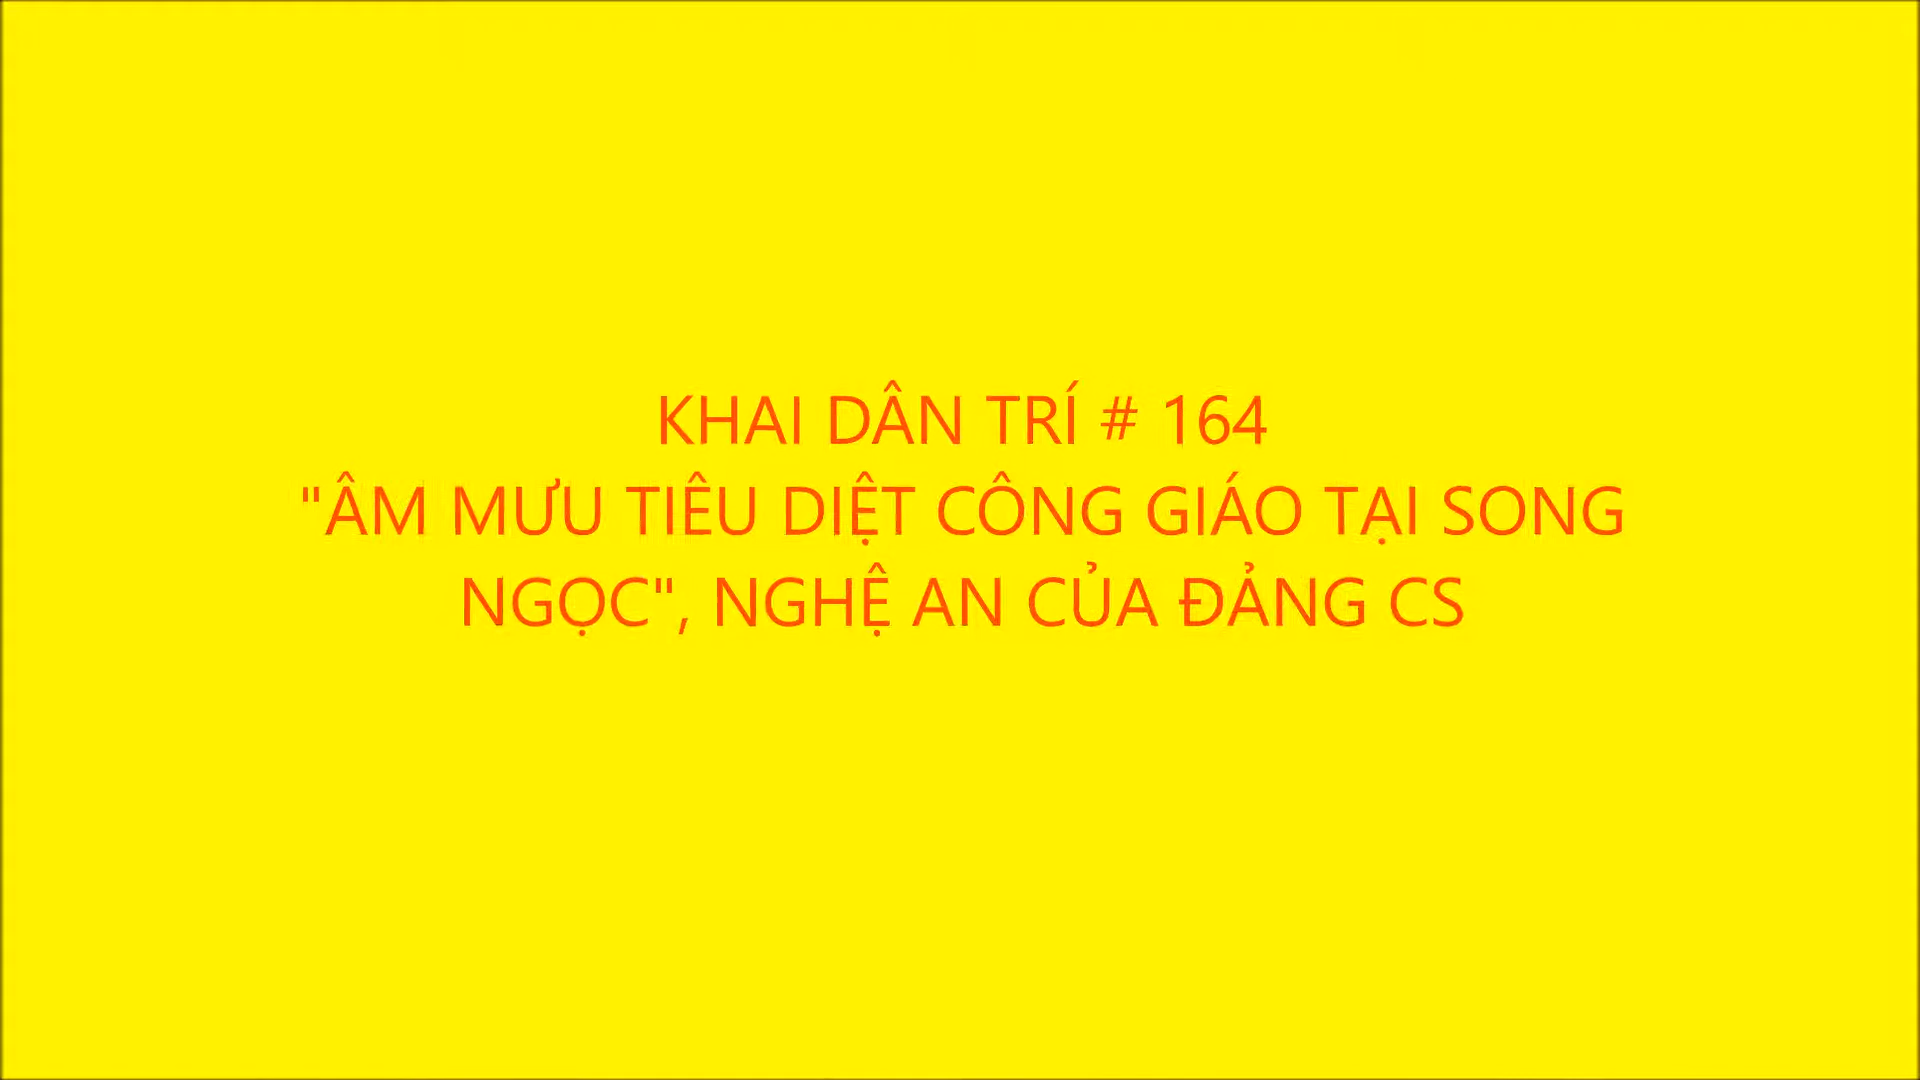 KHAI DÂN TRÍ # 164
"ÂM MƯU TIÊU DIỆT CÔNG GIÁO TẠI SONG
NGỌC", NGHỆ AN CỦA ĐẢNG CS